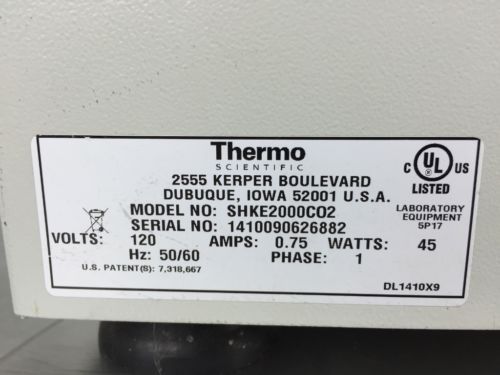 Thermo
SCIENTIFIC
2555 KERPER BOULEVARD
DUBUQUE, IOWA 52001 U.S.A.
MODEL NO: SHKE2000CO2
SERIAL NO: 1410090626882
VOLTS: 120 AMPS: 0.75 WATTS: 45
Hz: 50/60 PHASE: 1
U.S. PATENT(S): 7,318,667
C UL US
LISTED
LABORATORY
EQUIPMENT
5P17
DL1410X9